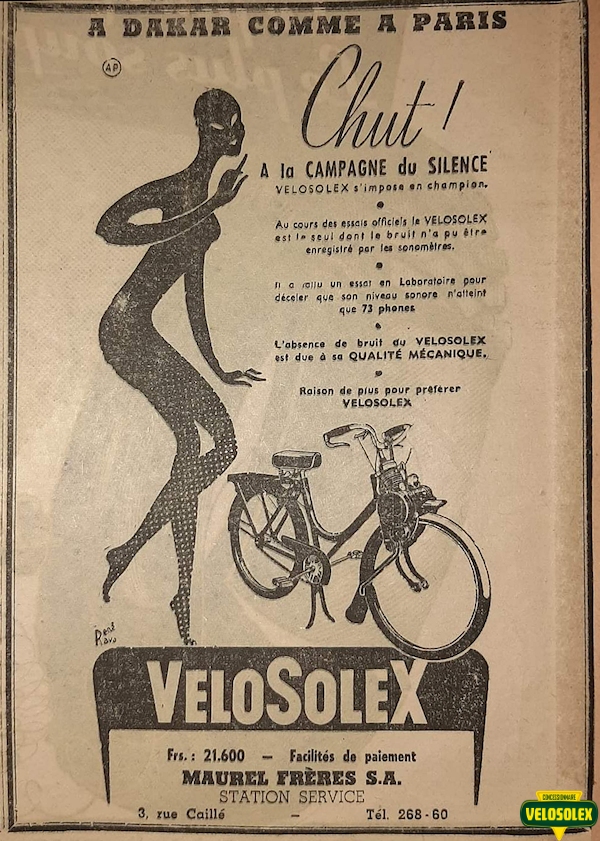 A DAKAR COMME A PARIS
AP
Chut !
A la CAMPAGNE du SILENCE
VELOSOLEX s'impose en champion.
Au cours des essais officiels le VELOSOLEX
est le seul dont le bruit n'a pu être
enregistré par les sonomètres.
Il a fallu un essai en Laboratoire pour
déceler que son niveau sonore n'atteint
que 73 phones
L'absence de bruit du VELOSOLEX
est due à sa QUALITÉ MÉCANIQUE.
Raison de plus pour préférer
VELOSOLEX
René
Ravo
VELOSOLEX
Frs.: 21.600 — Facilités de paiement
MAUREL FRÈRES S.A.
STATION SERVICE
3, rue Caillé — Tél. 268-60
CONCESSIONNAIRE
VELOSOLEX